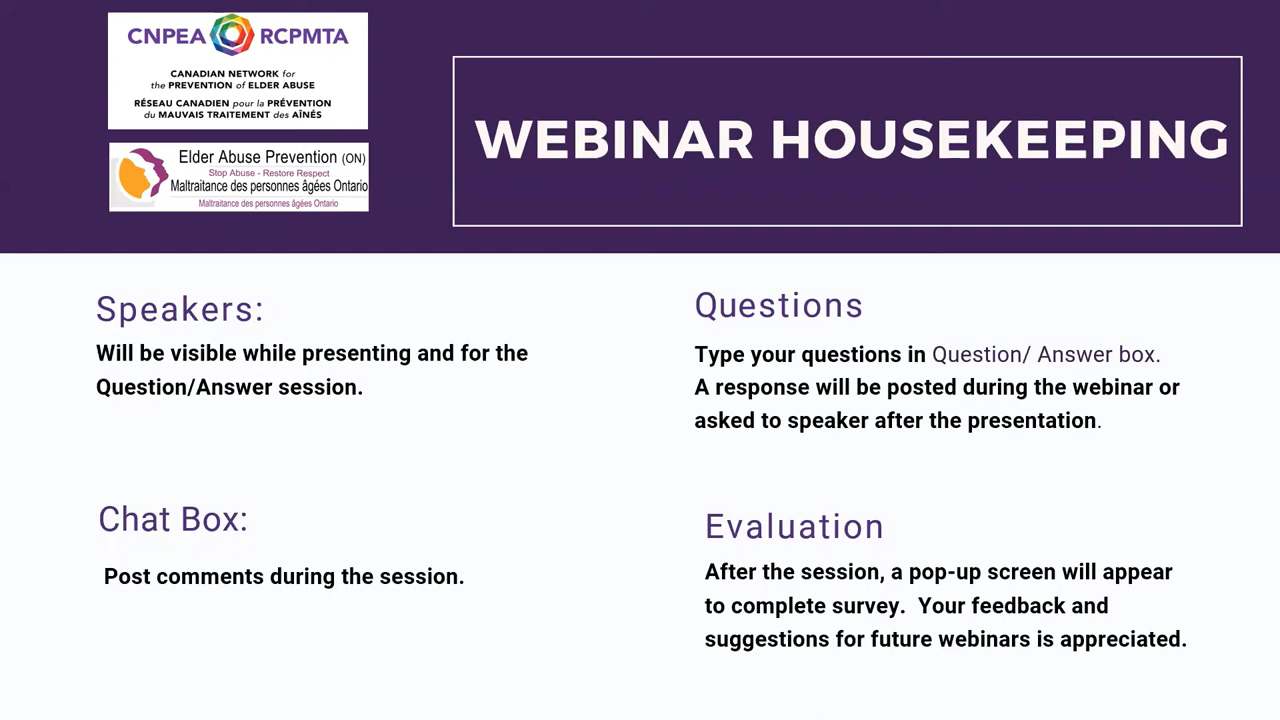 CNPEA RCPMTA
CANADIAN NETWORK for
the PREVENTION of ELDER ABUSE
RÉSEAU CANADIEN pour la PRÉVENTION
du MAUVAIS TRAITEMENT des AÎNÉS
Elder Abuse Prevention (ON)
Stop Abuse - Restore Respect
Maltraitance des personnes âgées Ontario
Maltraitance des personnes âgées Ontario
WEBINAR HOUSEKEEPING
Speakers:
Will be visible while presenting and for the
Question/Answer session.
Questions
Type your questions in Question/ Answer box.
A response will be posted during the webinar or
asked to speaker after the presentation.
Chat Box:
Post comments during the session.
Evaluation
After the session, a pop-up screen will appear
to complete survey.  Your feedback and
suggestions for future webinars is appreciated.